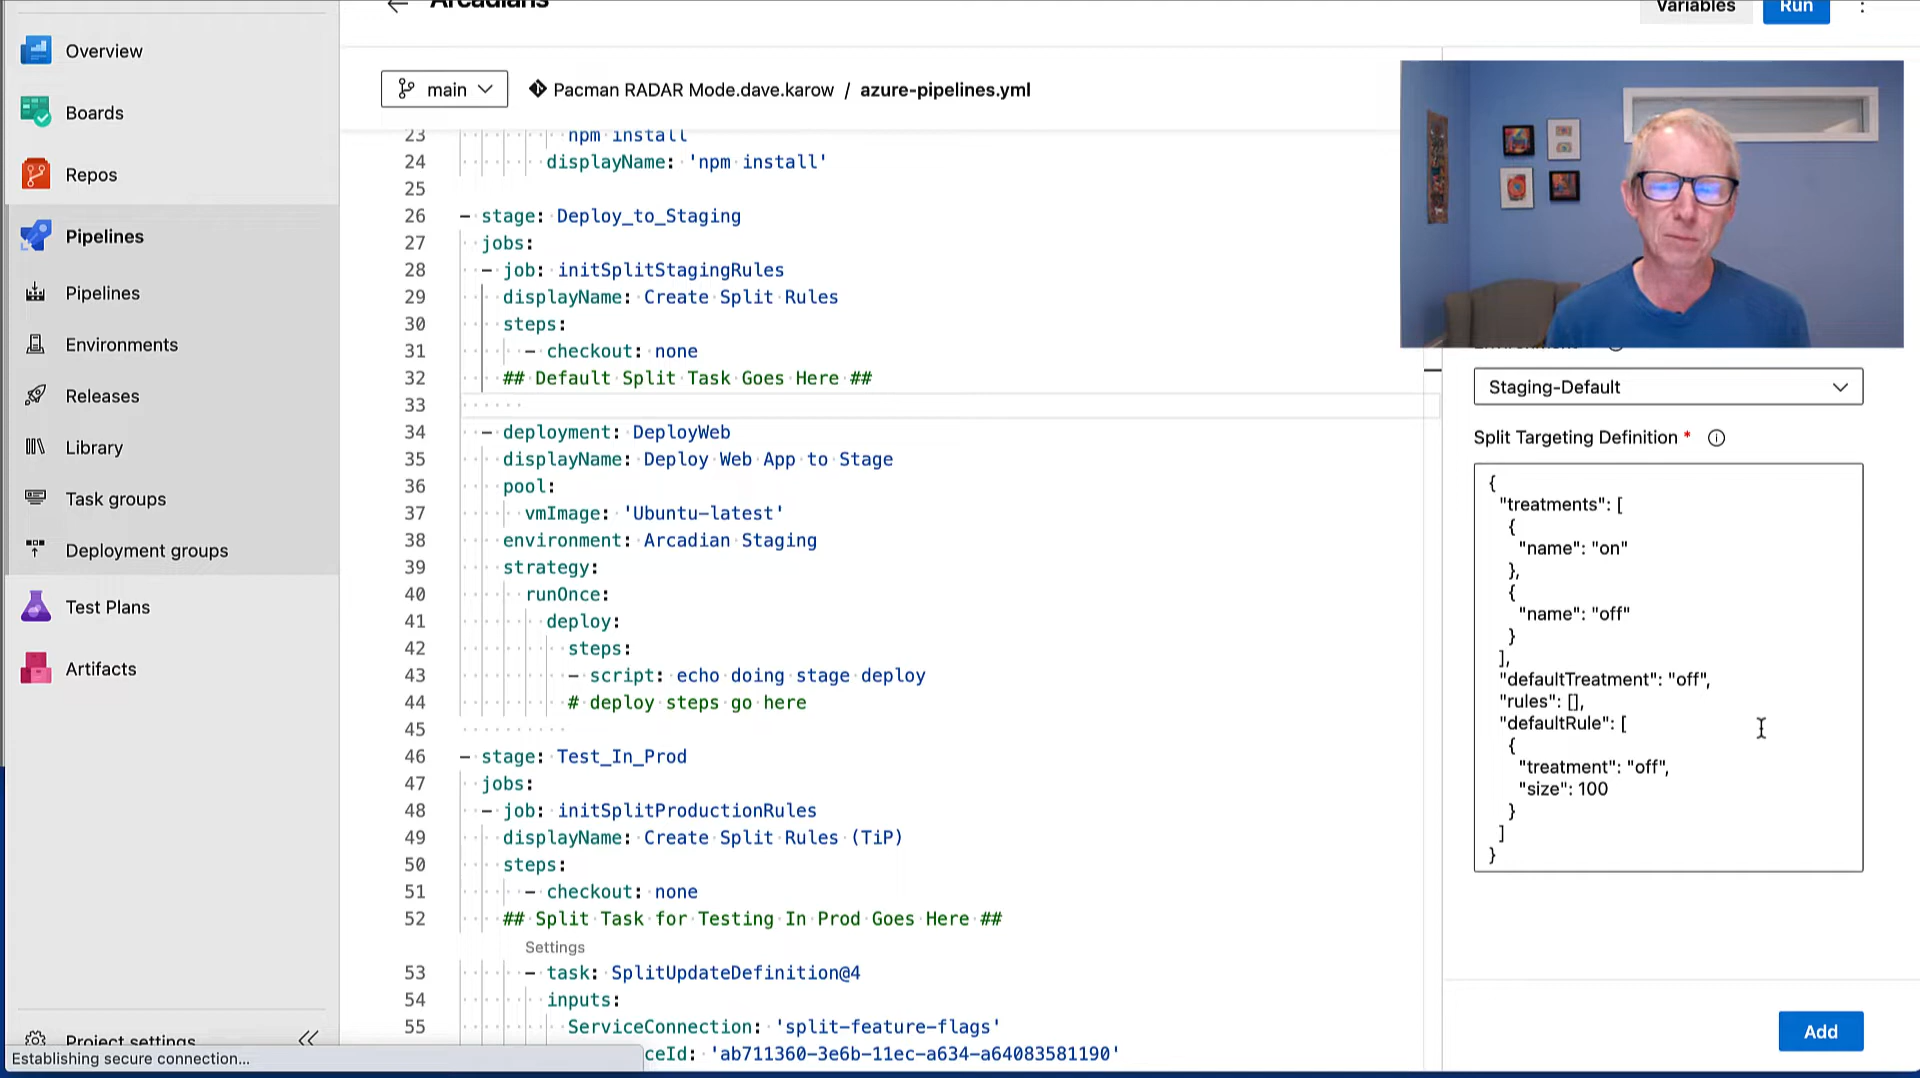 Arcadians
Variables
Run
Overview
Boards
Repos
Pipelines
Pipelines
Environments
Releases
Library
Task groups
Deployment groups
Test Plans
Artifacts
Project settings
Establishing secure connection...
main
Pacman RADAR Mode.dave.karow / azure-pipelines.yml
23 npm install
24 displayName: 'npm install'
25
26 - stage: Deploy_to_Staging
27 jobs:
28 - job: initSplitStagingRules
29 displayName: Create Split Rules
30 steps:
31 - checkout: none
32 ## Default Split Task Goes Here ##
33
34 - deployment: DeployWeb
35 displayName: Deploy Web App to Stage
36 pool:
37 vmImage: 'Ubuntu-latest'
38 environment: Arcadian Staging
39 strategy:
40 runOnce:
41 deploy:
42 steps:
43 - script: echo doing stage deploy
44 # deploy steps go here
45
46 - stage: Test_In_Prod
47 jobs:
48 - job: initSplitProductionRules
49 displayName: Create Split Rules (TiP)
50 steps:
51 - checkout: none
52 ## Split Task for Testing In Prod Goes Here ##
Settings
53 - task: SplitUpdateDefinition@4
54 inputs:
55 ServiceConnection: 'split-feature-flags'
ceId: 'ab711360-3e6b-11ec-a634-a64083581190'
Staging-Default
Split Targeting Definition *
{
"treatments": [
{
"name": "on"
},
{
"name": "off"
}
],
"defaultTreatment": "off",
"rules": [],
"defaultRule": [
{
"treatment": "off",
"size": 100
}
]
}
Add